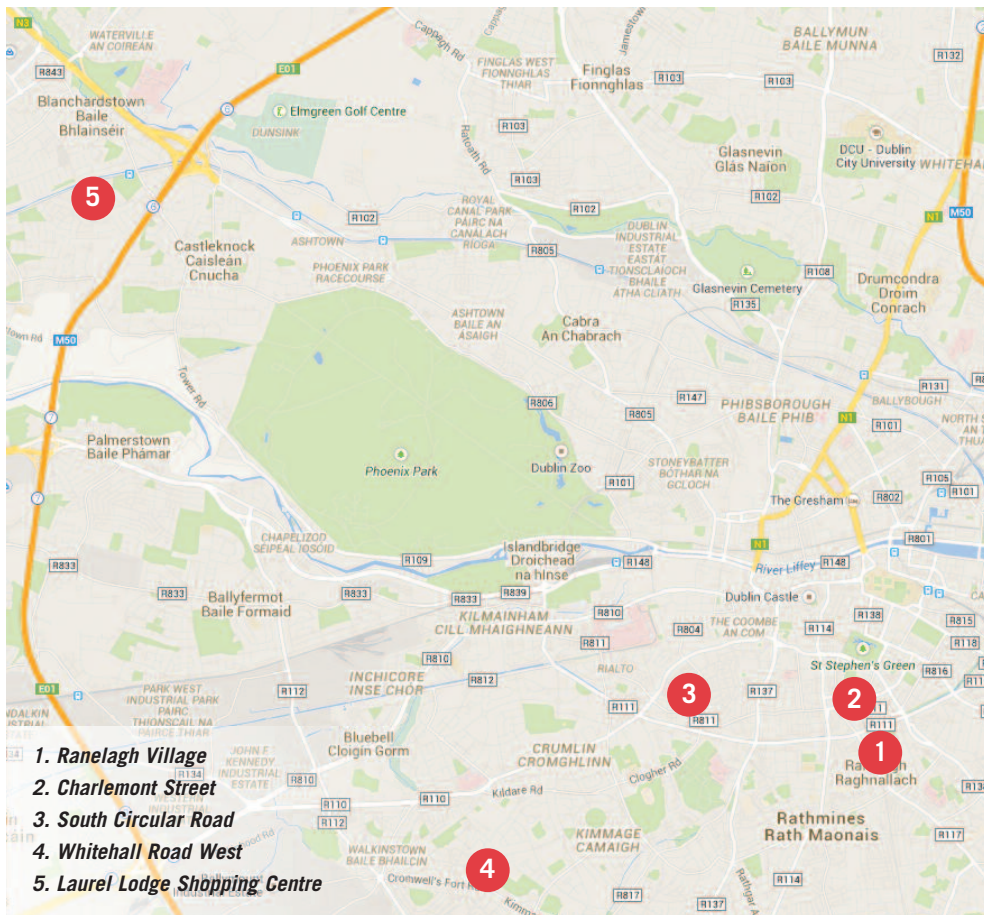 N3
WATERVILLE
AN COIREÁN
R843
Blanchardstown
Baile
Bhlainséir
E01
6
Elmgreen Golf Centre
DUNSINK
Cappagh Rd
FINGLAS WEST
FIONNGHLAS
THIAR
Finglas
Fionnghlas
Jamestown
R103
R103
BALLYMUN
BAILE MUNNA
R132
R103
Ratoath Rd
R103
Glasnevin
Glás Naíon
R102
DCU - Dublin
City University
WHITEHA
5
6
Castleknock
Caisleán
Cnucha
R102
ASHTOWN
ROYAL
CANAL PARK
PÁIRC NA
CANÁLACH
RÍOGA
R102
R805
DUBLIN
INDUSTRIAL
ESTATE
EASTÁT
TIONSCLAÍOCH
BHAILE
ÁTHA CLIATH
N1
M50
PHOENIX PARK
RACECOURSE
Glasnevin Cemetery
R108
R135
Drumcondra
Droim
Conrach
M50
Tower Rd
ASHTOWN
BAILE AN
ÁSAIGH
Cabra
An Chabrach
R131
BALLYBOUGH
7
R806
R805
R147
PHIBSBOROUGH
BAILE PHIB
N1
R101
Palmerstown
Baile Phámar
Phoenix Park
Dublin Zoo
STONEYBATTER
BÓTHAR NA
GCLOCH
R101
R105
R101
7
The Gresham
R802
CHAPELIZOD
SÉIPÉAL IOSÓID
R109
Islandbridge
Droichead
na hInse
R148
N1
River Liffey
R148
R801
R833
R833
Ballyfermot
Baile Formaid
R833
R833
R839
KILMAINHAM
CILL MHAIGHNEANN
R810
Dublin Castle
R138
R815
R811
R804
THE COOMBE
AN COM
R114
R118
R810
RIALTO
St Stephen's Green
R816
E01
PARK WEST
INDUSTRIAL PARK
PÁIRC
THIONSCAIL NA
PÁIRCE THIAR
R112
INCHICORE
INSE CHÓR
R812
R111
3
R811
R137
2
R111
1
Raghnallach
Bluebell
Cloigín Gorm
JOHN F
KENNEDY
INDUSTRIAL
ESTATE
R134
R810
CRUMLIN
CROMGHLINN
Clogher Rd
R110
R112
R110
Kildare Rd
Rathmines
Rath Maonais
R117
KIMMAGE
CAMAIGH
WALKINSTOWN
BAILE BHAILCÍN
4
Cromwell's Fort
R817
R137
R114
1. Ranelagh Village
2. Charlemont Street
3. South Circular Road
4. Whitehall Road West
5. Laurel Lodge Shopping Centre